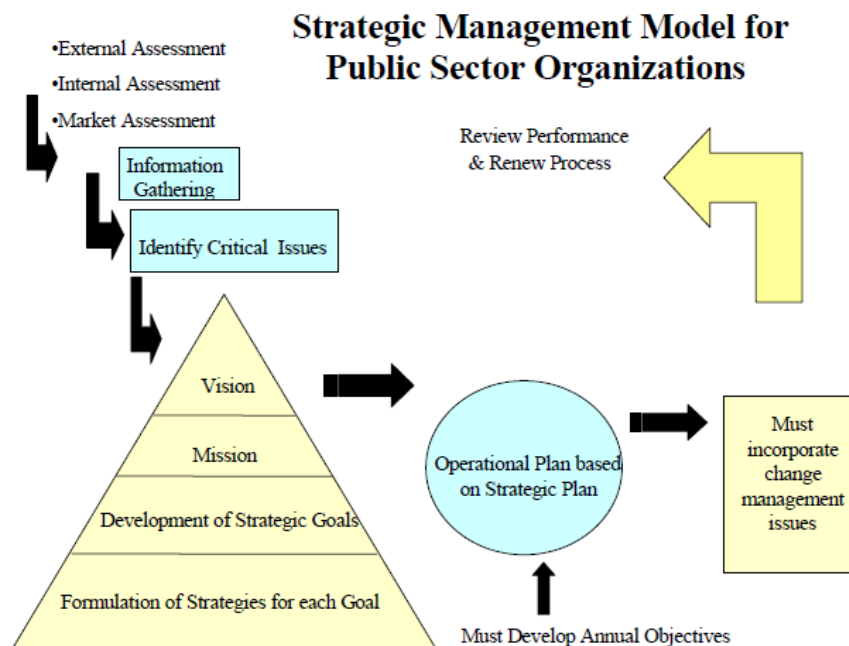 Strategic Management Model for
Public Sector Organizations
•External Assessment
•Internal Assessment
•Market Assessment
Information
Gathering
Identify Critical Issues
Review Performance
& Renew Process
Vision
Mission
Development of Strategic Goals
Formulation of Strategies for each Goal
Operational Plan based
on Strategic Plan
Must Develop Annual Objectives
Must
incorporate
change
management
issues